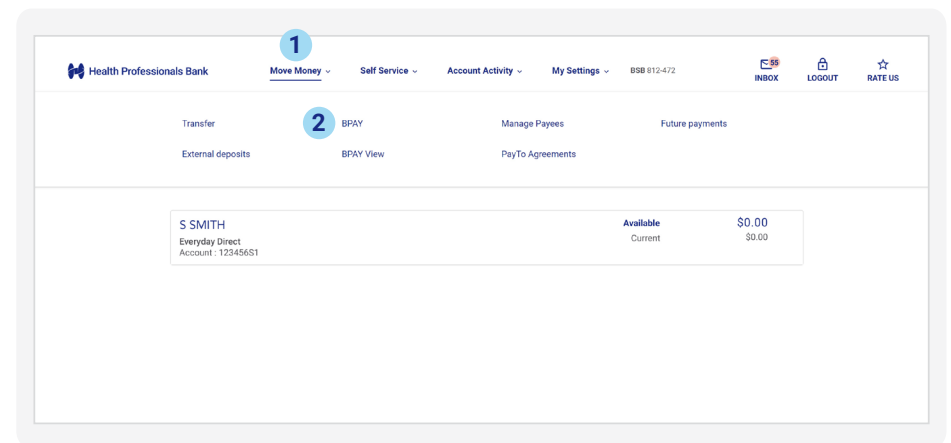 1
Health Professionals Bank Move Money Self Service Account Activity My Settings BSB 812-472 55 INBOX LOGOUT RATE US
Transfer 2 BPAY Manage Payees Future payments
External deposits BPAY View PayTo Agreements
S SMITH Available $0.00
Everyday Direct Current $0.00
Account : 123456S1